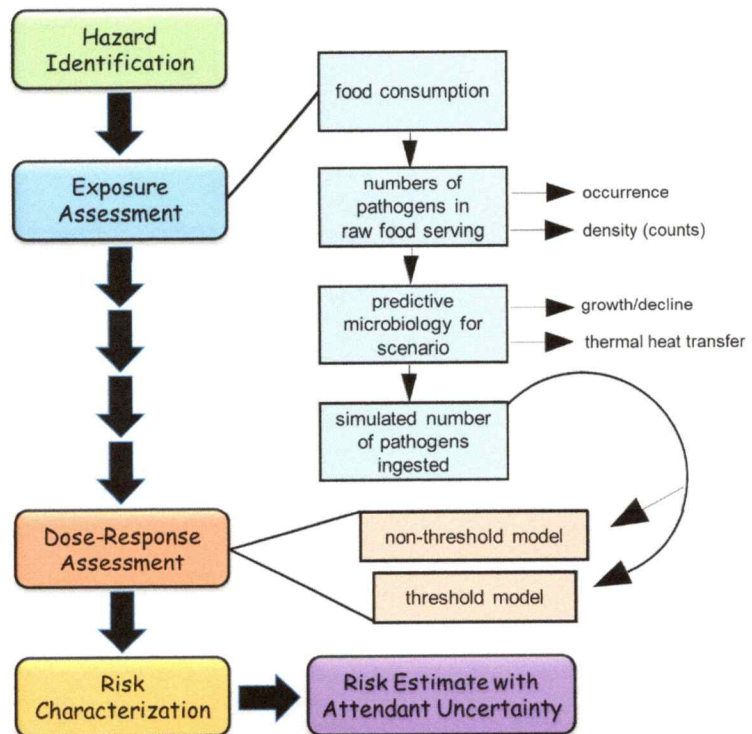 Hazard
Identification
Exposure
Assessment
food consumption
numbers of
pathogens in
raw food serving
occurrence
density (counts)
predictive
microbiology for
scenario
growth/decline
thermal heat transfer
simulated number
of pathogens
ingested
Dose-Response
Assessment
non-threshold model
threshold model
Risk
Characterization
Risk Estimate with
Attendant Uncertainty